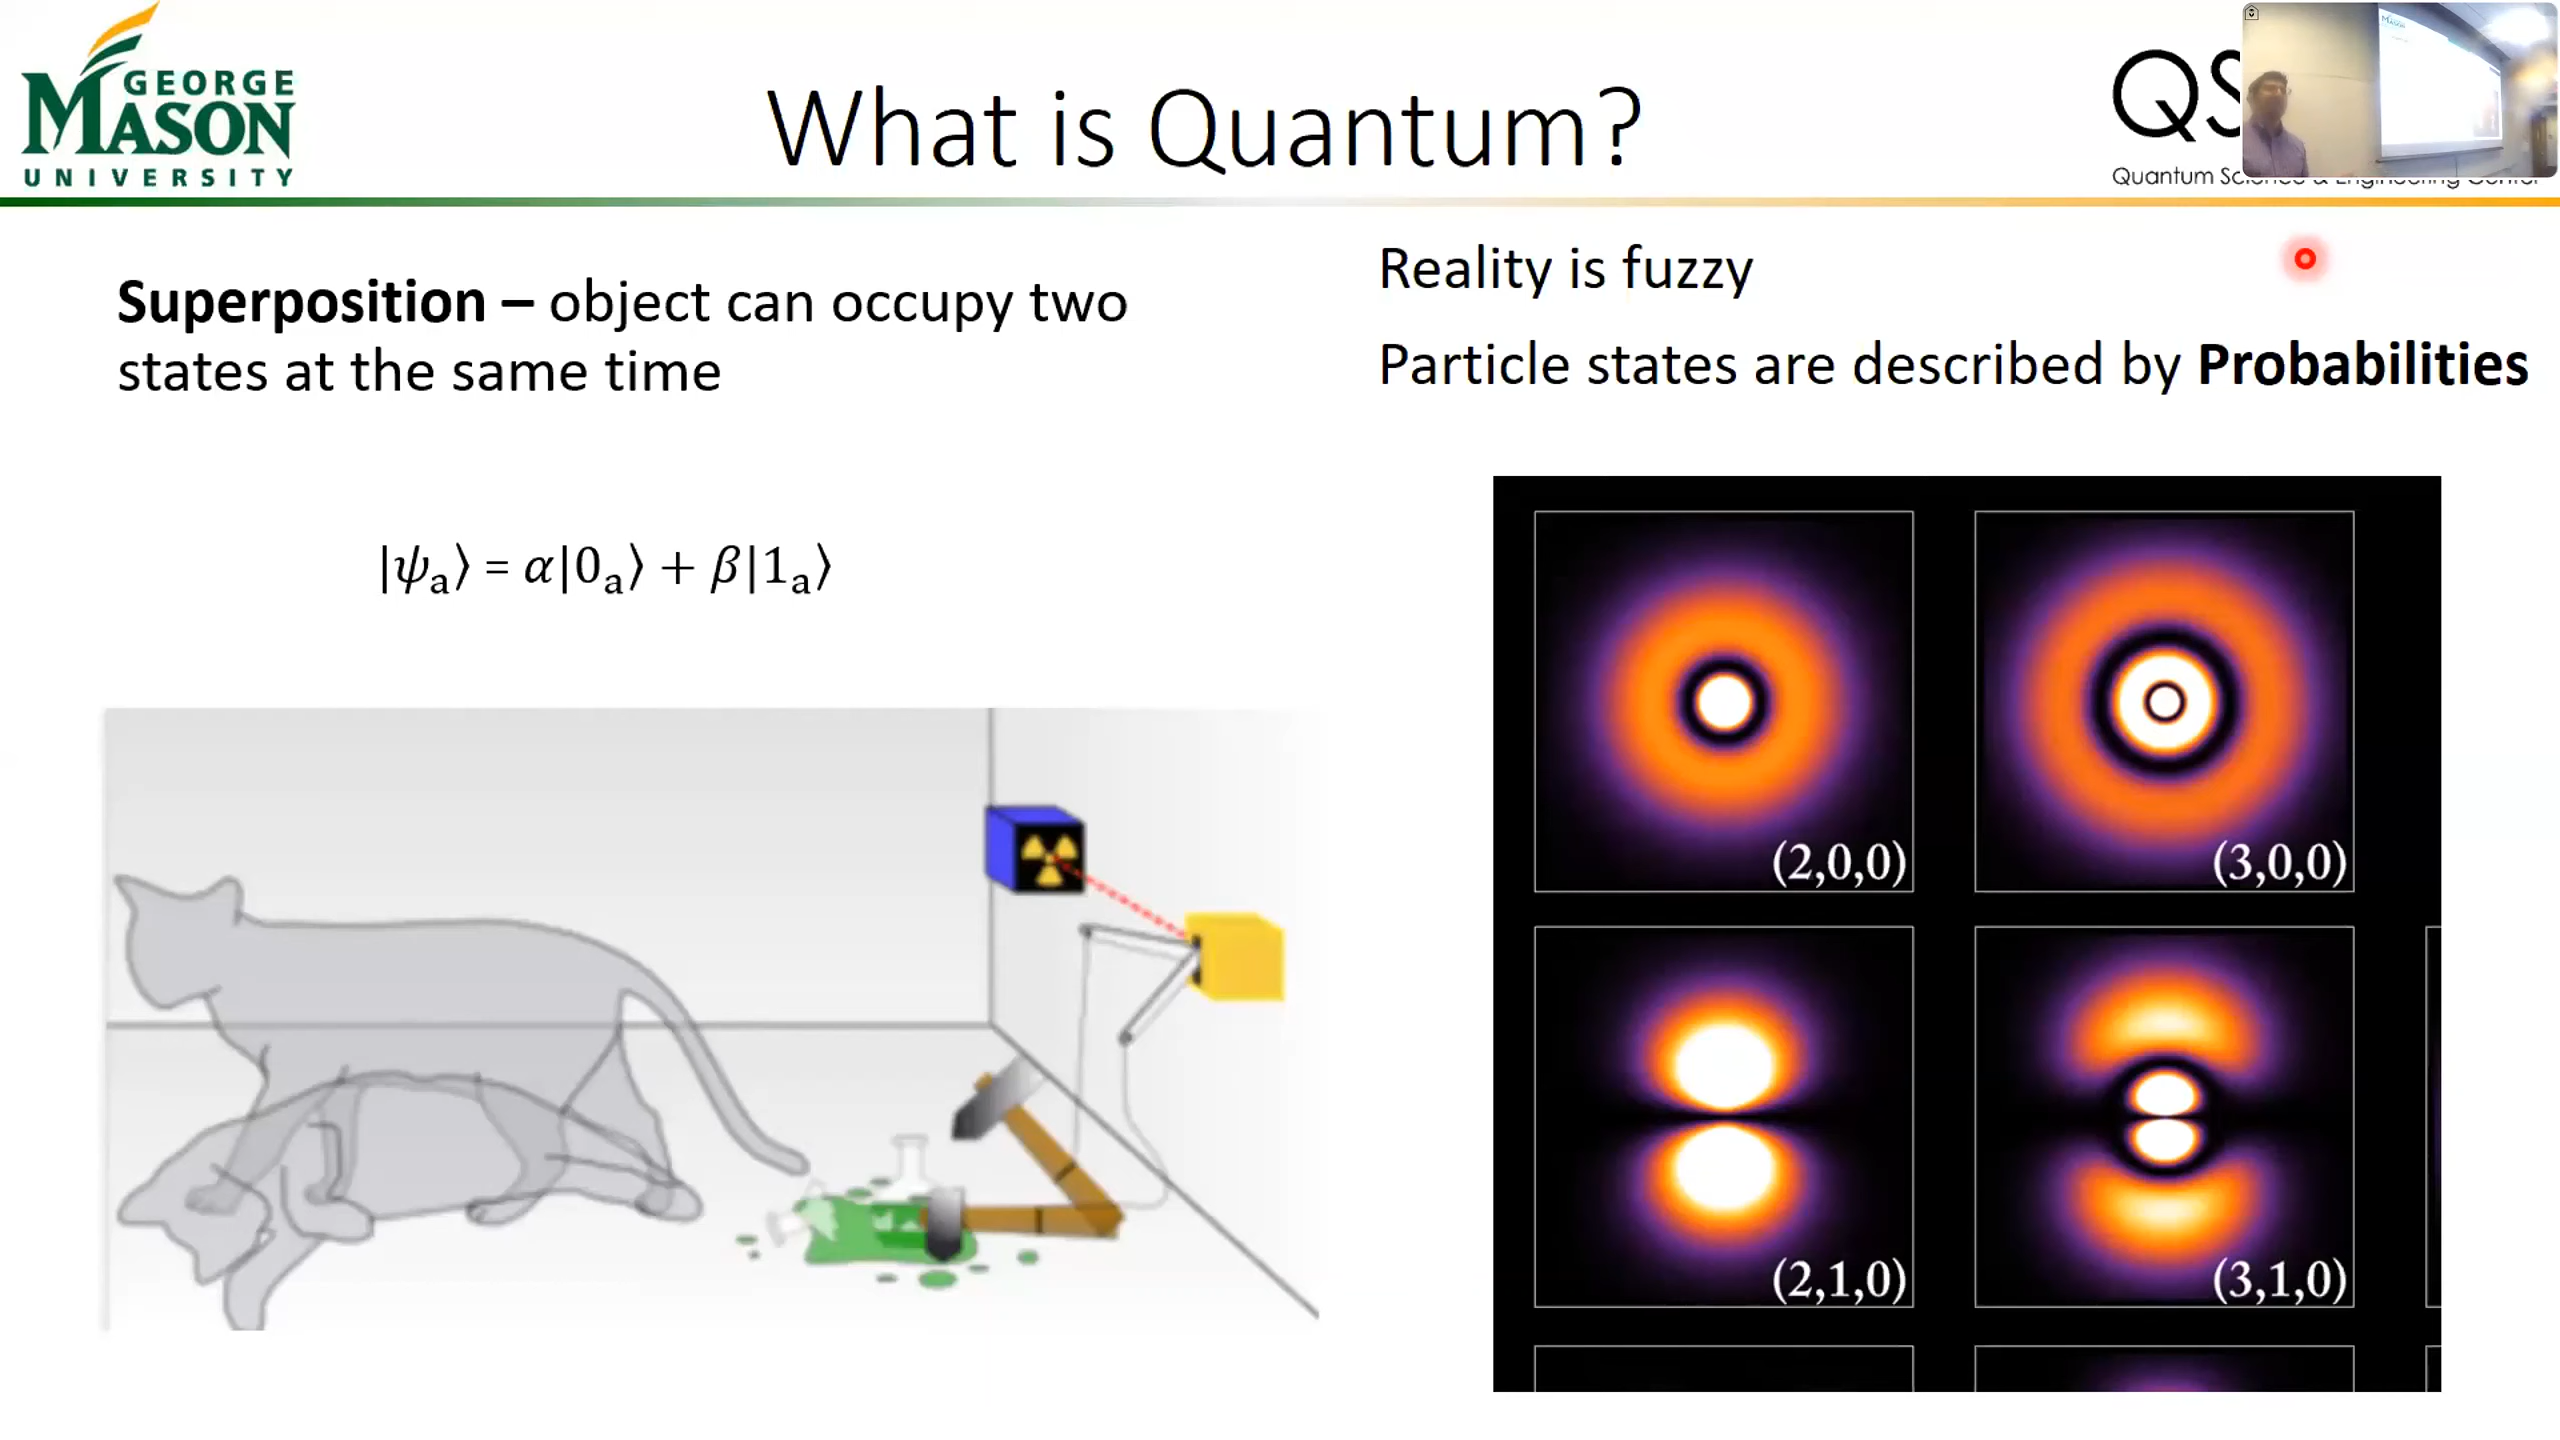 GEORGE
MASON
UNIVERSITY
What is Quantum?
Superposition – object can occupy two
states at the same time
|ψₐ⟩ = α|0ₐ⟩ + β|1ₐ⟩
Reality is fuzzy
Particle states are described by Probabilities
(2,0,0)
(3,0,0)
(2,1,0)
(3,1,0)
Quantum